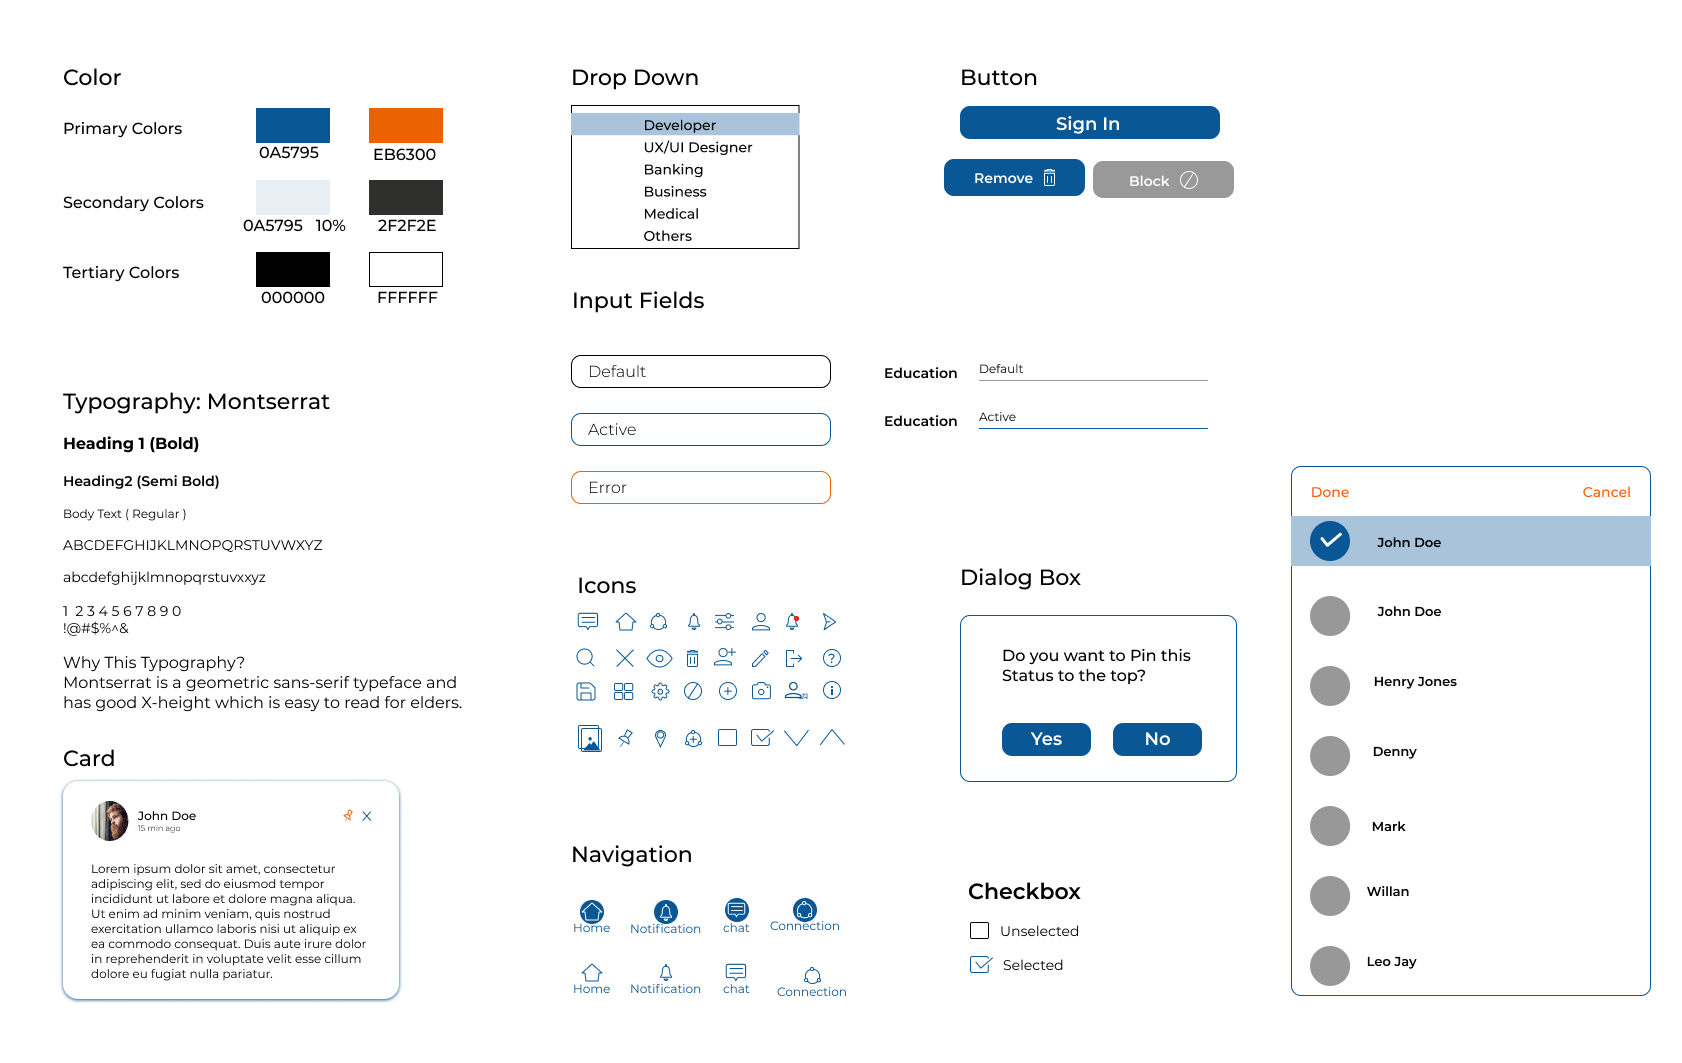 Color
Primary Colors
0A5795
EB6300
Secondary Colors
0A5795 10%
2F2F2E
Tertiary Colors
000000
FFFFFF
Typography: Montserrat
Heading 1 (Bold)
Heading2 (Semi Bold)
Body Text ( Regular )
ABCDEFGHIJKLMNOPQRSTUVWXYZ
abcdefghijklmnopqrstuvxxyz
1 2 3 4 5 6 7 8 9 0
!@#$%^&
Why This Typography?
Montserrat is a geometric sans-serif typeface and
has good X-height which is easy to read for elders.
Card
John Doe
15 min ago
Lorem ipsum dolor sit amet, consectetur
adipiscing elit, sed do eiusmod tempor
incididunt ut labore et dolore magna aliqua.
Ut enim ad minim veniam, quis nostrud
exercitation ullamco laboris nisi ut aliquip ex
ea commodo consequat. Duis aute irure dolor
in reprehenderit in voluptate velit esse cillum
dolore eu fugiat nulla pariatur.
Drop Down
Developer
UX/UI Designer
Banking
Business
Medical
Others
Button
Sign In
Remove
Block
Input Fields
Default
Active
Error
Education
Default
Education
Active
Icons
Navigation
Home
Notification
chat
Connection
Home
Notification
chat
Connection
Dialog Box
Do you want to Pin this
Status to the top?
Yes
No
Checkbox
Unselected
Selected
Done
Cancel
John Doe
John Doe
Henry Jones
Denny
Mark
Willan
Leo Jay